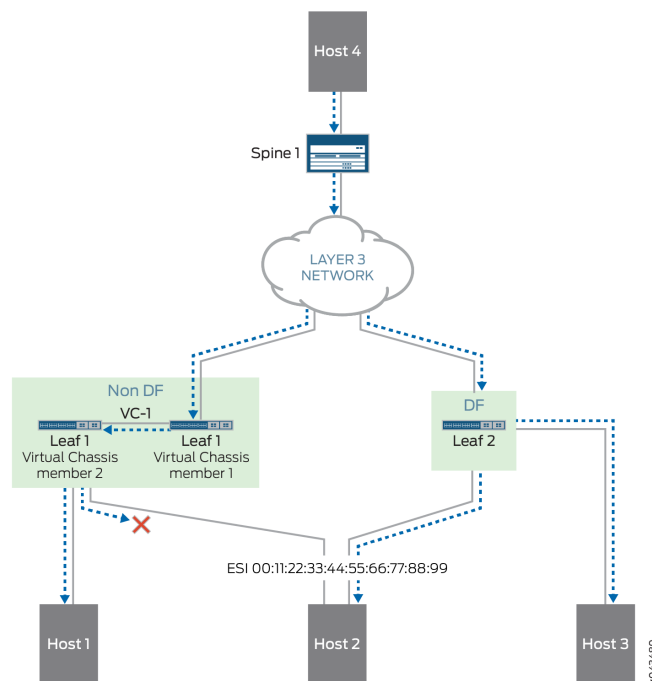 Host 4
Spine 1
LAYER 3
NETWORK
Non DF
VC-1
Leaf 1
Virtual Chassis
member 2
Leaf 1
Virtual Chassis
member 1
DF
Leaf 2
ESI 00:11:22:33:44:55:66:77:88:99
Host 1
Host 2
Host 3